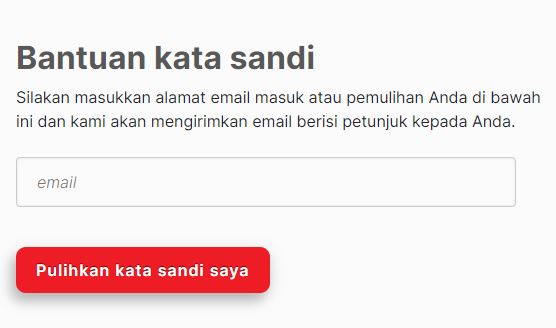 Bantuan kata sandi
Silakan masukkan alamat email masuk atau pemulihan Anda di bawah
ini dan kami akan mengirimkan email berisi petunjuk kepada Anda.
email
Pulihkan kata sandi saya